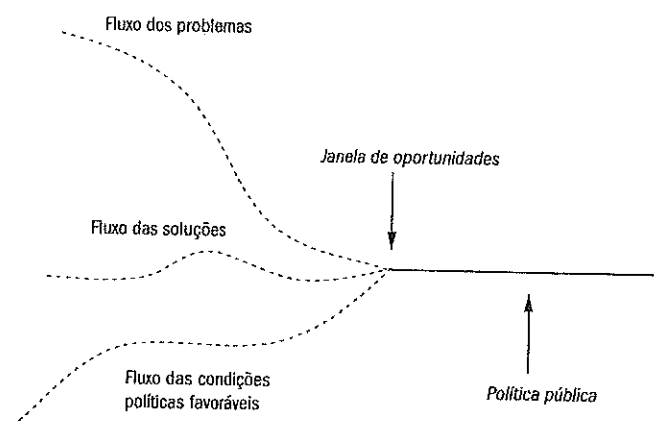 Fluxo dos problemas
Janela de oportunidades
Fluxo das soluções
Fluxo das condições
políticas favoráveis
Política pública